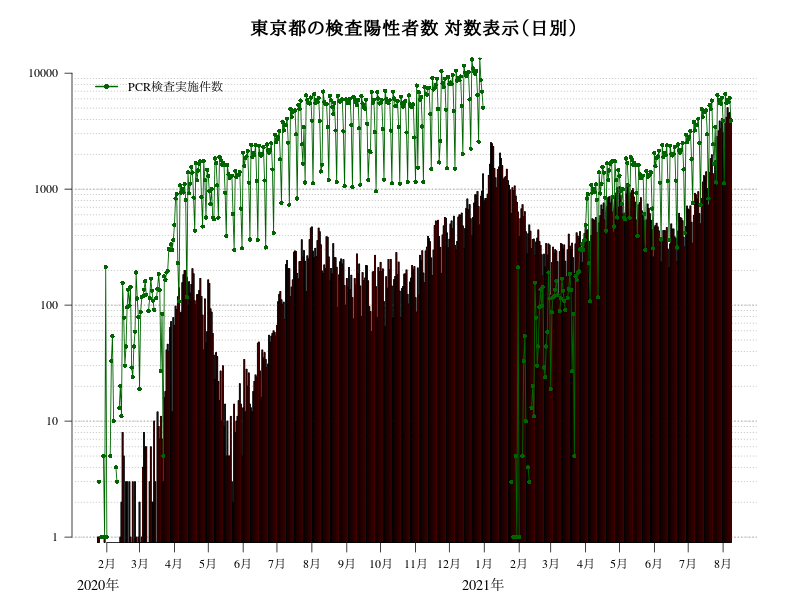 東京都の検査陽性者数 対数表示（日別）
PCR検査実施件数
10000
1000
100
10
1
2月 3月 4月 5月 6月 7月 8月 9月 10月 11月 12月 1月 2月 3月 4月 5月 6月 7月 8月
2020年 2021年